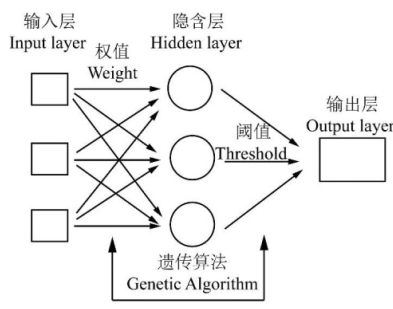 输入层
Input layer
权值
Weight
隐含层
Hidden layer
阈值
Threshold
输出层
Output layer
遗传算法
Genetic Algorithm